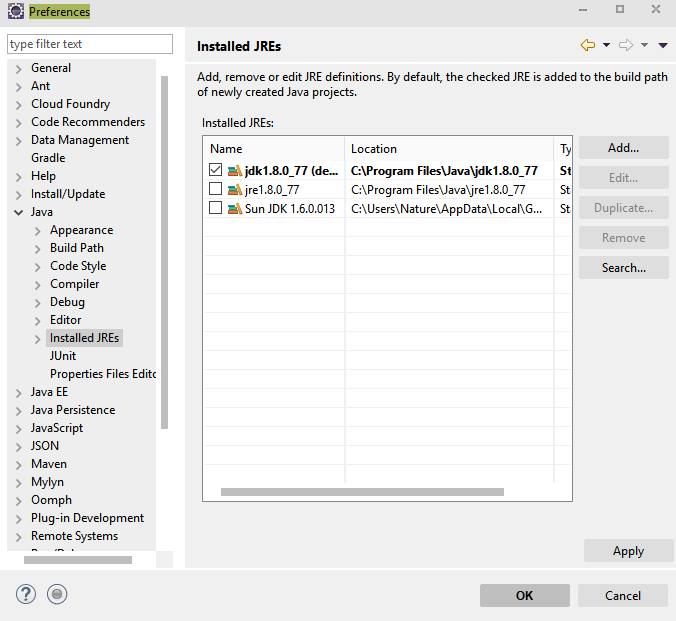 Preferences
type filter text
General
Ant
Cloud Foundry
Code Recommenders
Data Management
Gradle
Help
Install/Update
Java
Appearance
Build Path
Code Style
Compiler
Debug
Editor
Installed JREs
JUnit
Properties Files Edito
Java EE
Java Persistence
JavaScript
JSON
Maven
Mylyn
Oomph
Plug-in Development
Remote Systems
Installed JREs
Add, remove or edit JRE definitions. By default, the checked JRE is added to the build path
of newly created Java projects.
Installed JREs:
Name Location Ty
jdk1.8.0_77 (de... C:\Program Files\Java\jdk1.8.0_77 St
jre1.8.0_77 C:\Program Files\Java\jre1.8.0_77 Sta
Sun JDK 1.6.0.013 C:\Users\Nature\AppData\Local\G... Sta
Add...
Edit...
Duplicate...
Remove
Search...
Apply
?
OK Cancel